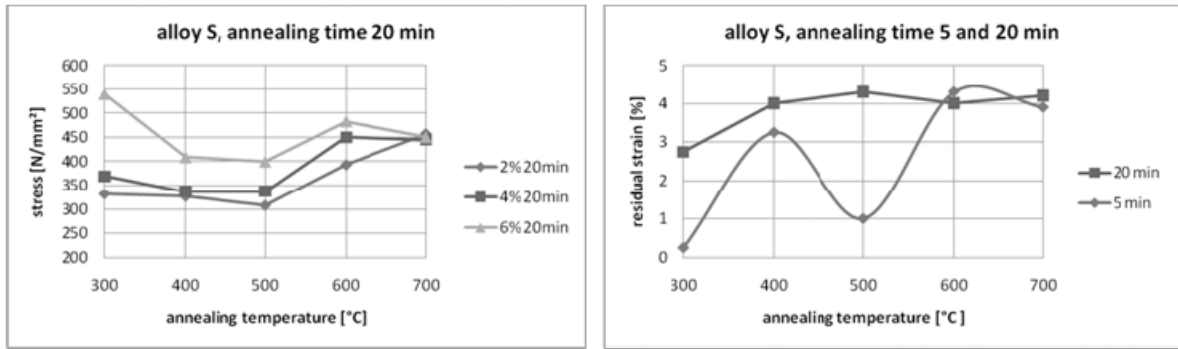 alloy S, annealing time 20 min
600
550
500
450
400
350
300
250
200
stress [N/mm²]
300 400 500 600 700
annealing temperature [°C]
2%20min
4%20min
6%20min
alloy S, annealing time 5 and 20 min
5
4
3
2
1
0
residual strain [%]
300 400 500 600 700
annealing temperature [°C ]
20 min
5 min